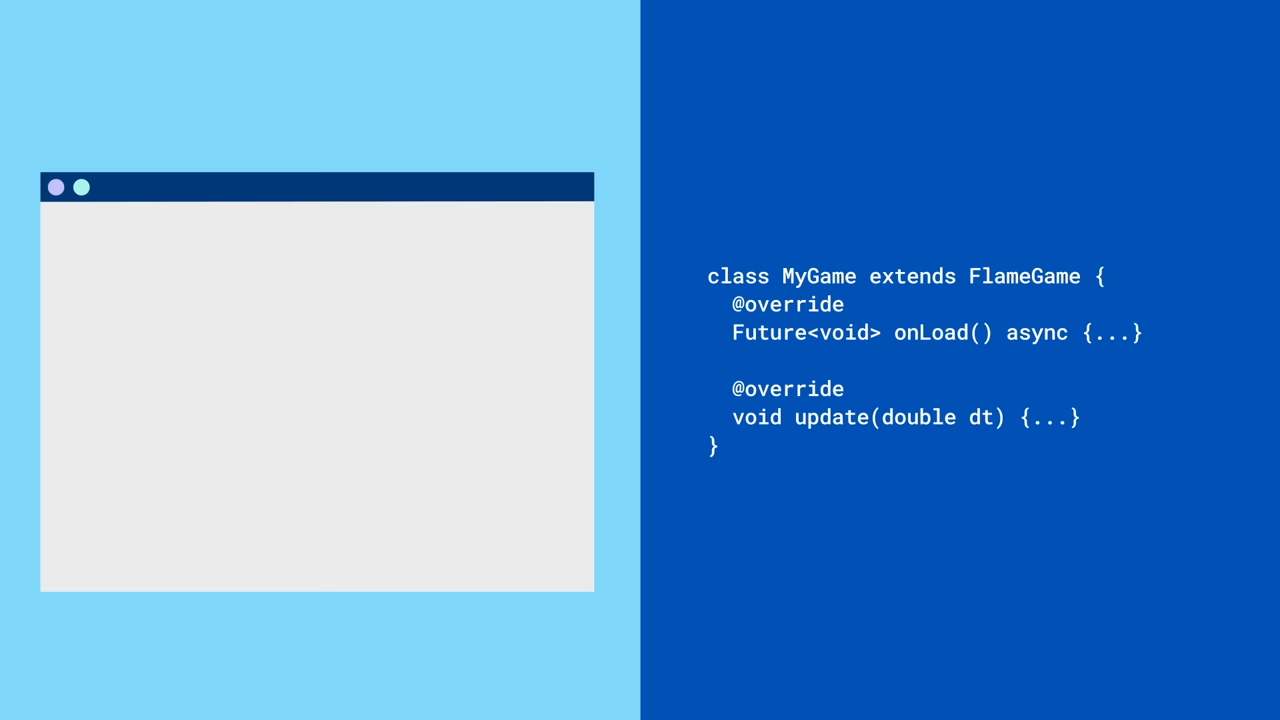 class MyGame extends FlameGame {
  @override
  Future<void> onLoad() async {...}

  @override
  void update(double dt) {...}
}